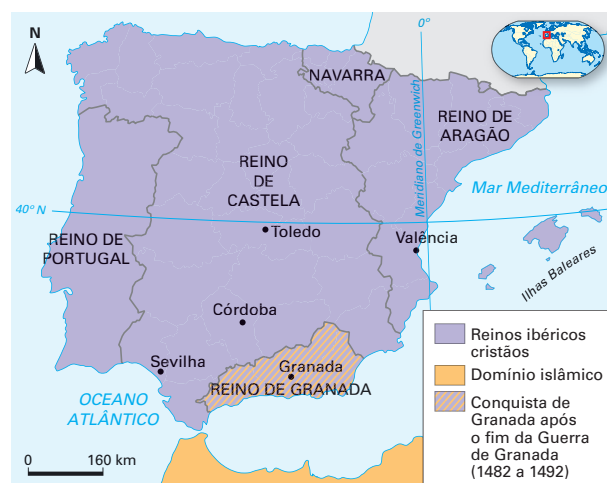 0°
N
NAVARRA
Meridiano de Greenwich
REINO DE
ARAGÃO
REINO
DE
CASTELA
Mar Mediterrâneo
40° N
Toledo
REINO DE
PORTUGAL
Valência
Ilhas Baleares
Córdoba
Sevilha
Granada
REINO DE GRANADA
OCEANO
ATLÂNTICO
0
160 km
Reinos ibéricos
cristãos
Domínio islâmico
Conquista de
Granada após
o fim da Guerra
de Granada
(1482 a 1492)